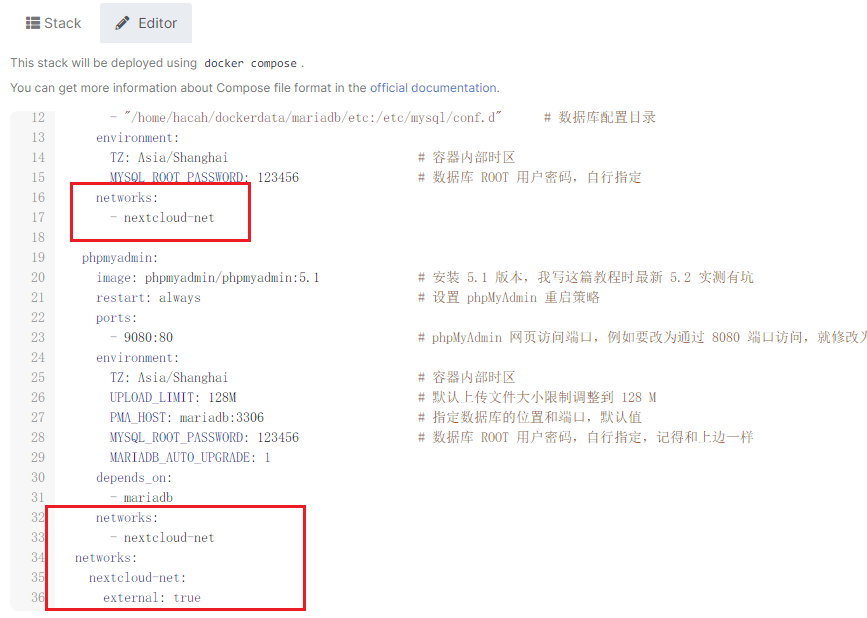 Stack Editor
This stack will be deployed using docker compose .
You can get more information about Compose file format in the official documentation.
12 - "/home/hacah/dockerdata/mariadb/etc:/etc/mysql/conf.d" # 数据库配置目录
13 environment:
14 TZ: Asia/Shanghai # 容器内部时区
15 MYSQL_ROOT_PASSWORD: 123456 # 数据库 ROOT 用户密码，自行指定
16 networks:
17 - nextcloud-net
18
19 phpmyadmin:
20 image: phpmyadmin/phpmyadmin:5.1 # 安装 5.1 版本，我写这篇教程时最新 5.2 实测有坑
21 restart: always # 设置 phpMyAdmin 重启策略
22 ports:
23 - 9080:80 # phpMyAdmin 网页访问端口，例如要改为通过 8080 端口访问，就修改为
24 environment:
25 TZ: Asia/Shanghai # 容器内部时区
26 UPLOAD_LIMIT: 128M # 默认上传文件大小限制调整到 128 M
27 PMA_HOST: mariadb:3306 # 指定数据库的位置和端口，默认值
28 MYSQL_ROOT_PASSWORD: 123456 # 数据库 ROOT 用户密码，自行指定，记得和上边一样
29 MARIADB_AUTO_UPGRADE: 1
30 depends_on:
31 - mariadb
32 networks:
33 - nextcloud-net
34 networks:
35 nextcloud-net:
36 external: true